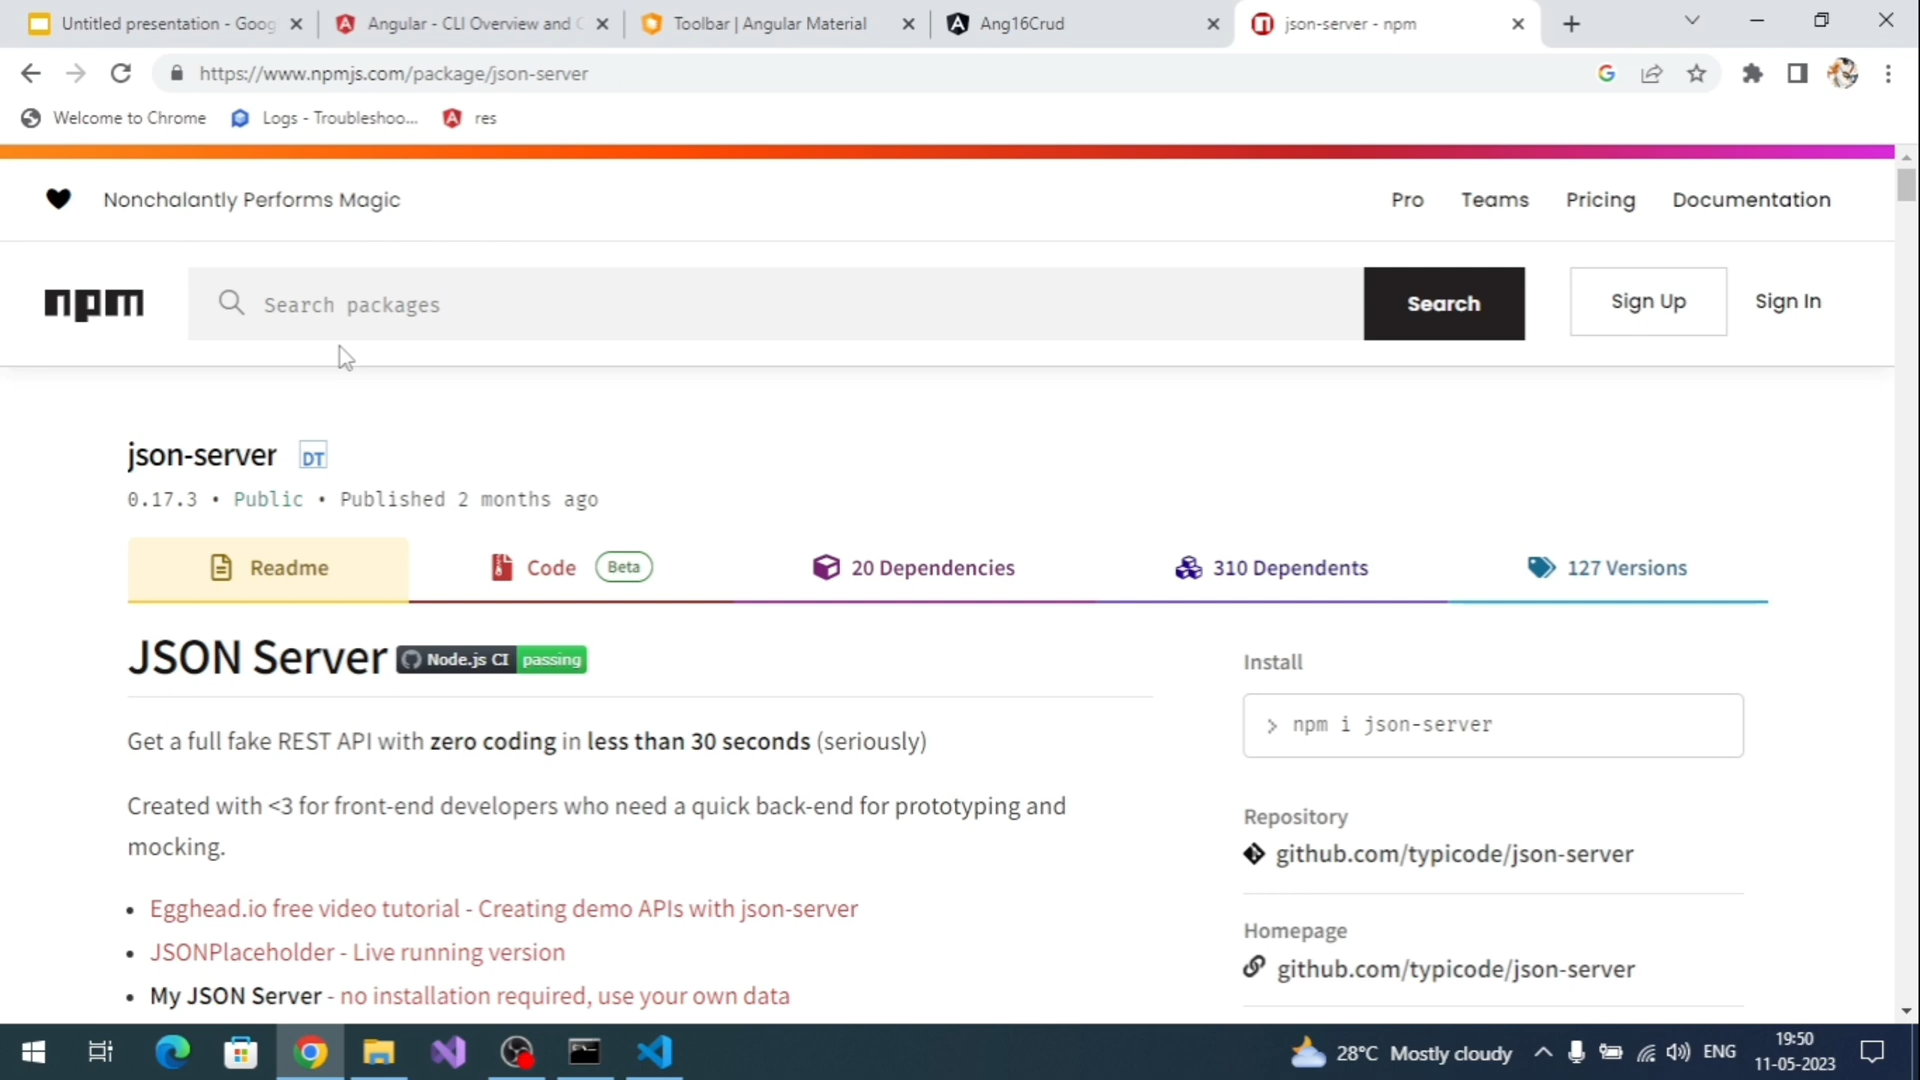 Untitled presentation - Goog
Angular - CLI Overview and C
Toolbar | Angular Material
Ang16Crud
json-server - npm
https://www.npmjs.com/package/json-server
Welcome to Chrome
Logs - Troubleshoo...
res
Nonchalantly Performs Magic
Pro
Teams
Pricing
Documentation
npm
Search packages
Search
Sign Up
Sign In
json-server DT
0.17.3 • Public • Published 2 months ago
Readme
Code Beta
20 Dependencies
310 Dependents
127 Versions
JSON Server Node.js CI passing
Get a full fake REST API with zero coding in less than 30 seconds (seriously)
Created with <3 for front-end developers who need a quick back-end for prototyping and
mocking.
• Egghead.io free video tutorial - Creating demo APIs with json-server
• JSONPlaceholder - Live running version
• My JSON Server - no installation required, use your own data
Install
> npm i json-server
Repository
github.com/typicode/json-server
Homepage
github.com/typicode/json-server
28°C Mostly cloudy
ENG
19:50
11-05-2023